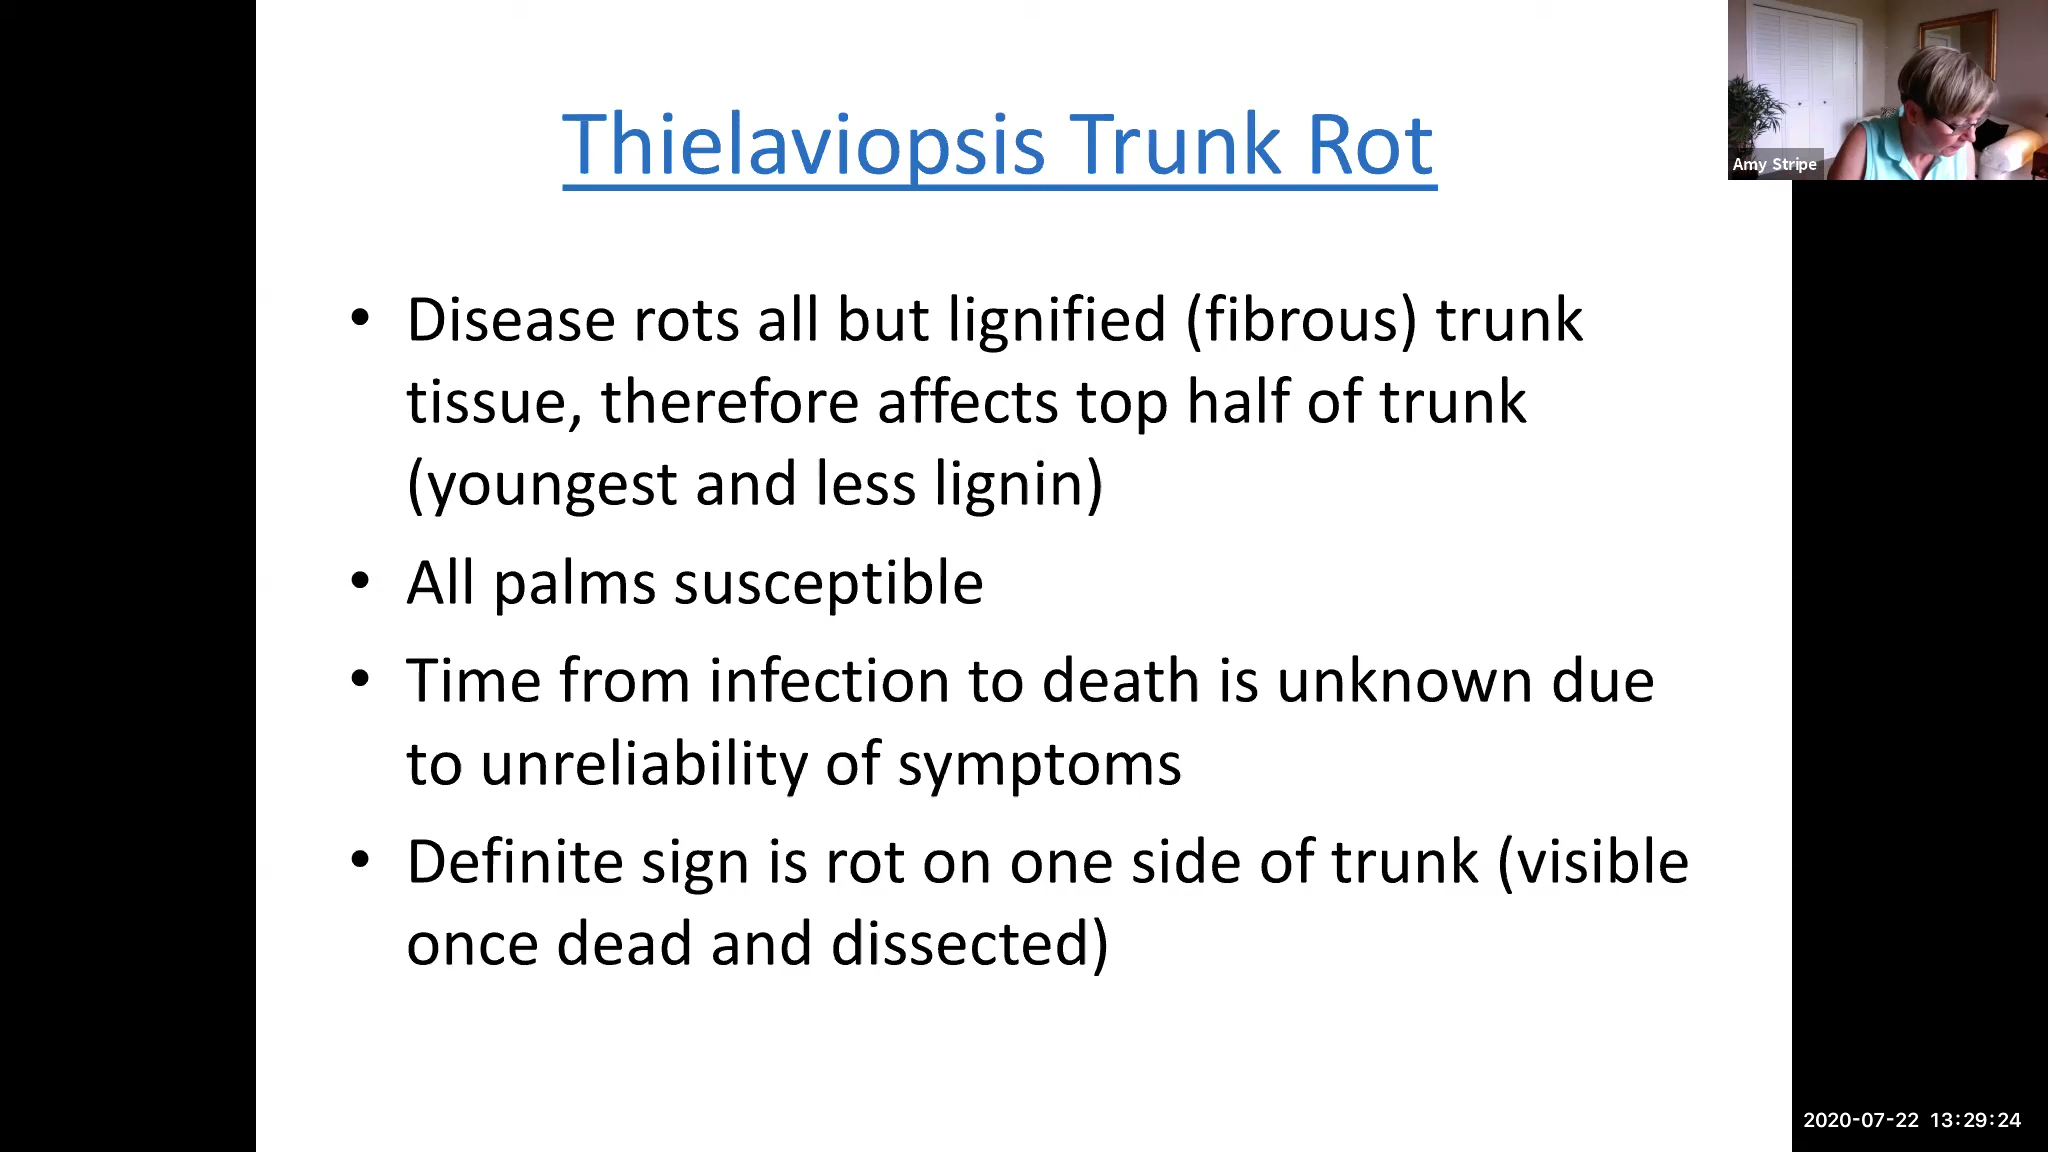 Thielaviopsis Trunk Rot
Amy Stripe
• Disease rots all but lignified (fibrous) trunk
tissue, therefore affects top half of trunk
(youngest and less lignin)
• All palms susceptible
• Time from infection to death is unknown due
to unreliability of symptoms
• Definite sign is rot on one side of trunk (visible
once dead and dissected)
2020-07-22 13:29:24